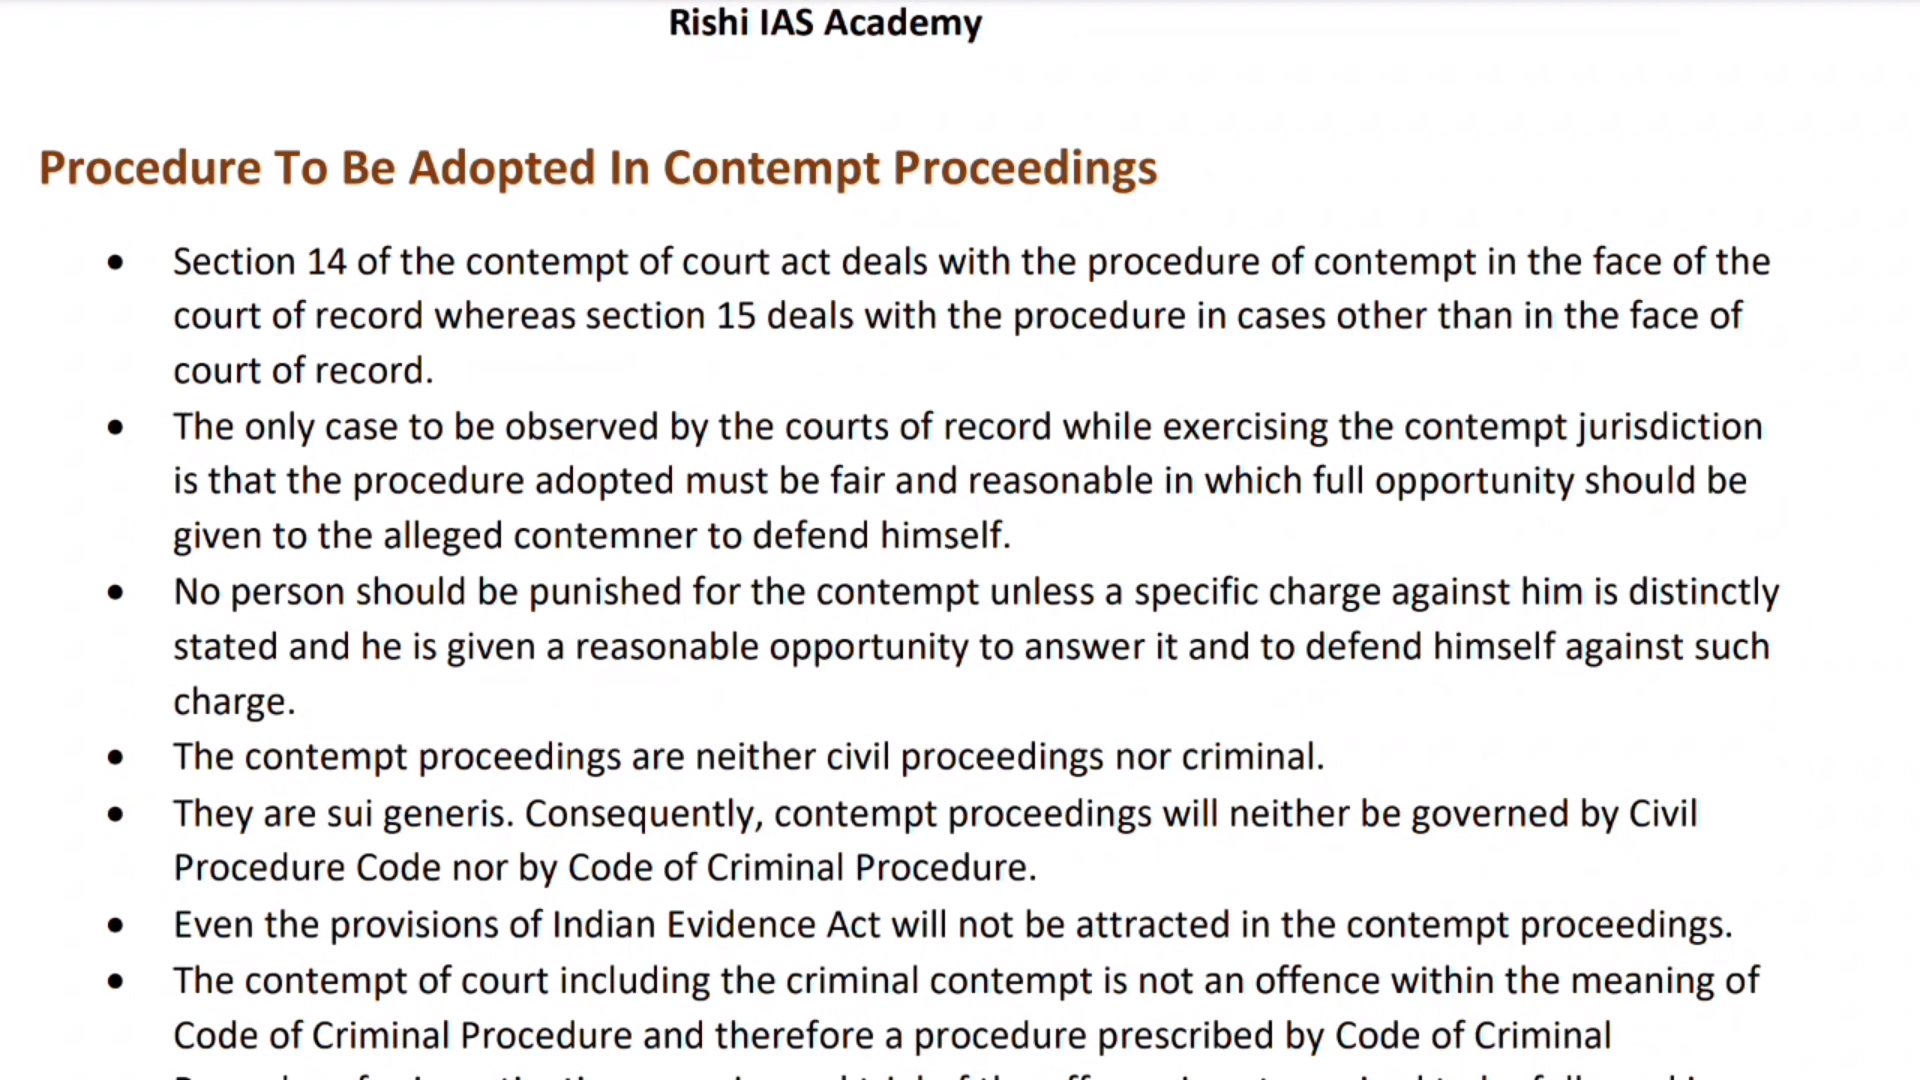 Rishi IAS Academy
Procedure To Be Adopted In Contempt Proceedings
• Section 14 of the contempt of court act deals with the procedure of contempt in the face of the
court of record whereas section 15 deals with the procedure in cases other than in the face of
court of record.
• The only case to be observed by the courts of record while exercising the contempt jurisdiction
is that the procedure adopted must be fair and reasonable in which full opportunity should be
given to the alleged contemner to defend himself.
• No person should be punished for the contempt unless a specific charge against him is distinctly
stated and he is given a reasonable opportunity to answer it and to defend himself against such
charge.
• The contempt proceedings are neither civil proceedings nor criminal.
• They are sui generis. Consequently, contempt proceedings will neither be governed by Civil
Procedure Code nor by Code of Criminal Procedure.
• Even the provisions of Indian Evidence Act will not be attracted in the contempt proceedings.
• The contempt of court including the criminal contempt is not an offence within the meaning of
Code of Criminal Procedure and therefore a procedure prescribed by Code of Criminal